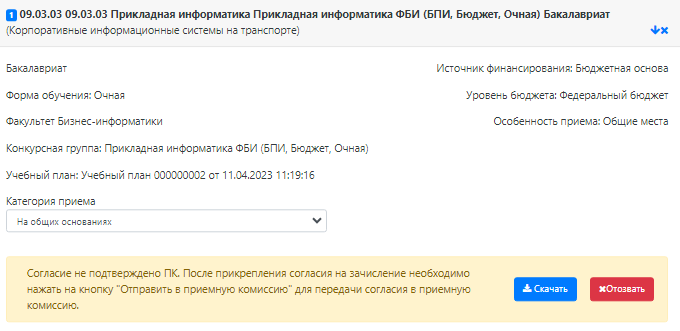 1 09.03.03 09.03.03 Прикладная информатика Прикладная информатика ФБИ (БПИ, Бюджет, Очная) Бакалавриат
(Корпоративные информационные системы на транспорте)
Бакалавриат
Источник финансирования: Бюджетная основа
Форма обучения: Очная
Уровень бюджета: Федеральный бюджет
Факультет Бизнес-информатики
Особенность приема: Общие места
Конкурсная группа: Прикладная информатика ФБИ (БПИ, Бюджет, Очная)
Учебный план: Учебный план 000000002 от 11.04.2023 11:19:16
Категория приема
На общих основаниях
Согласие не подтверждено ПК. После прикрепления согласия на зачисление необходимо
нажать на кнопку "Отправить в приемную комиссию" для передачи согласия в приемную
комиссию.
Скачать
Отозвать